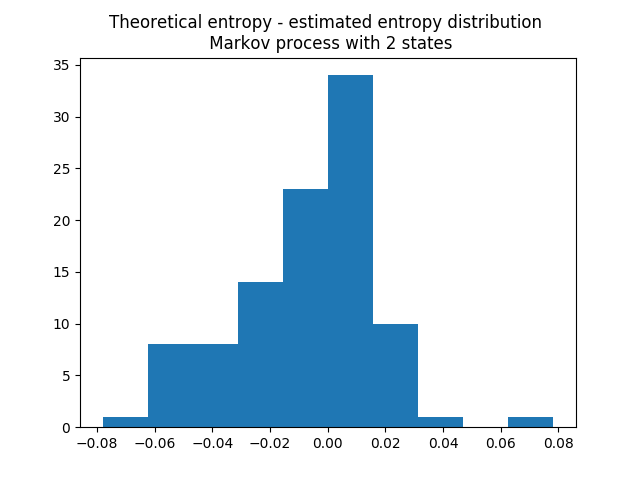 Theoretical entropy - estimated entropy distribution
Markov process with 2 states
35
30
25
20
15
10
5
0
−0.08 −0.06 −0.04 −0.02 0.00 0.02 0.04 0.06 0.08